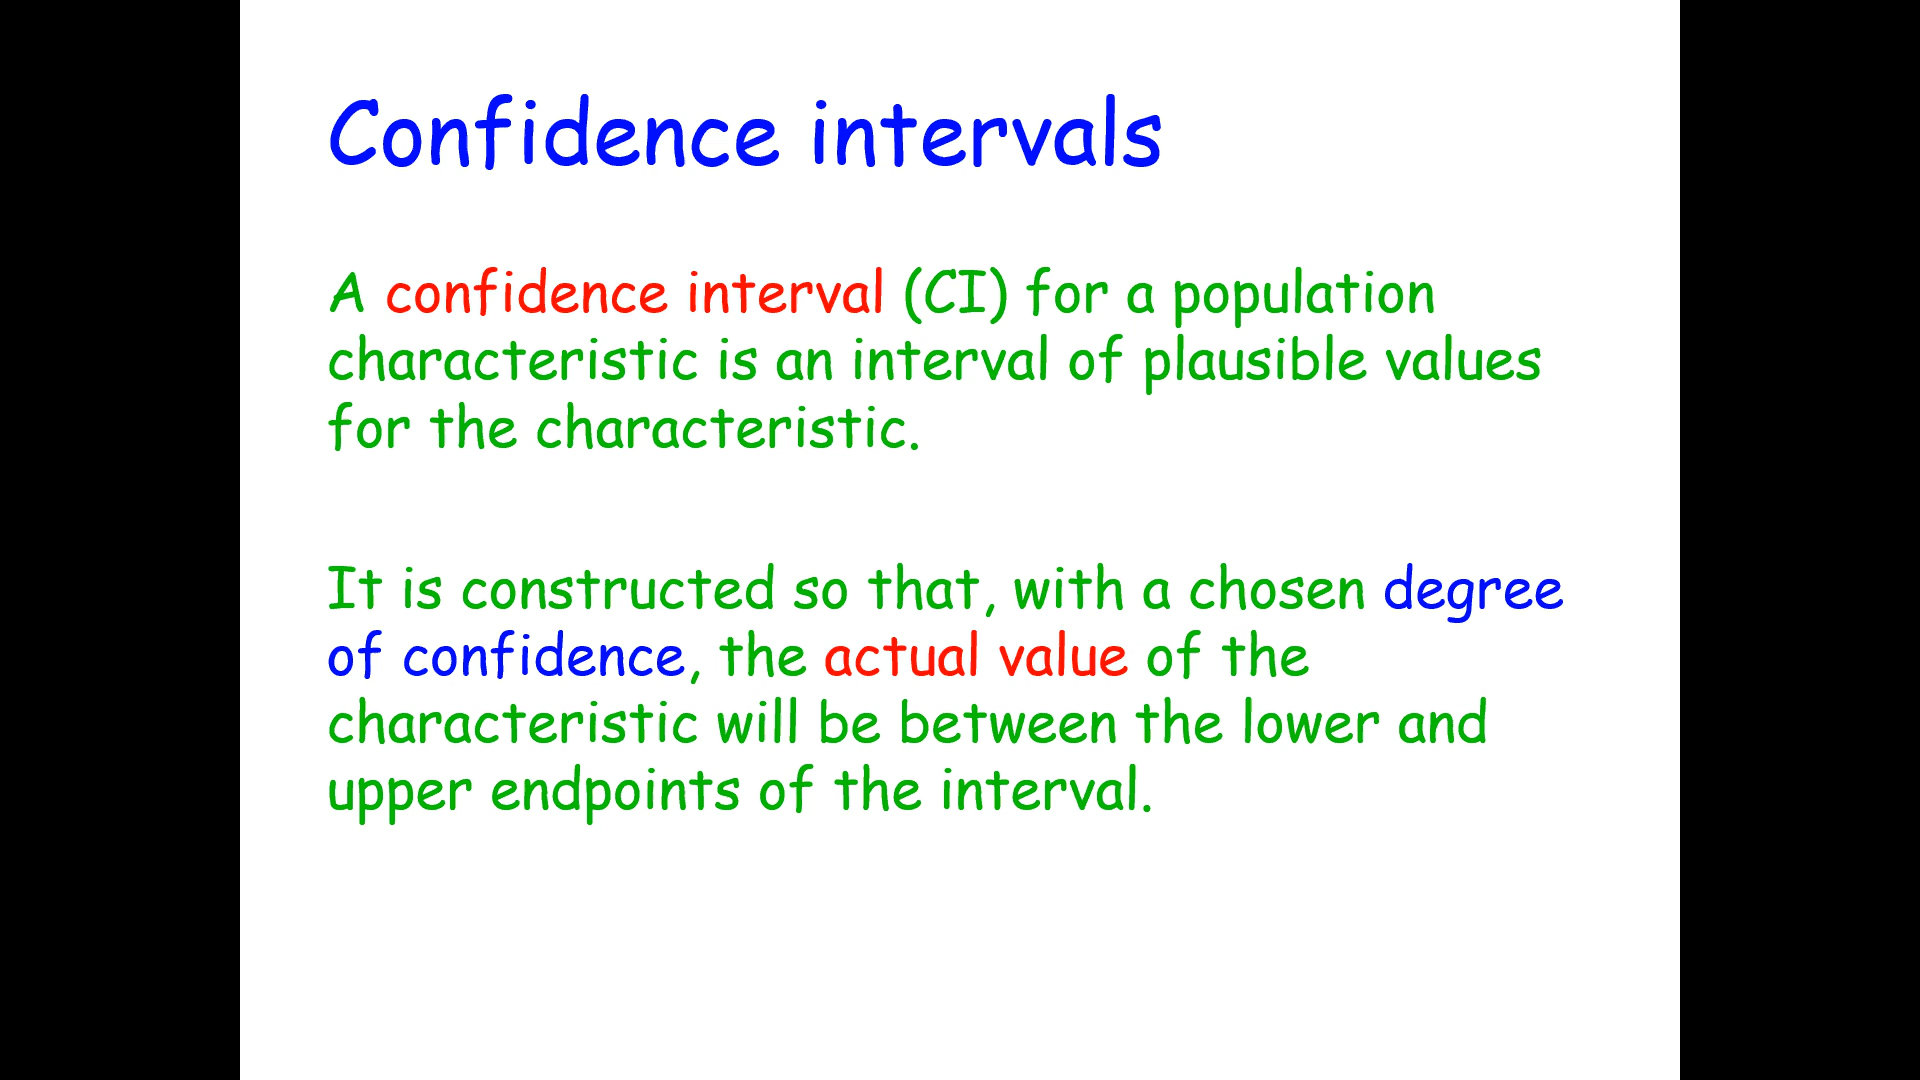 Confidence intervals
A confidence interval (CI) for a population
characteristic is an interval of plausible values
for the characteristic.
It is constructed so that, with a chosen degree
of confidence, the actual value of the
characteristic will be between the lower and
upper endpoints of the interval.